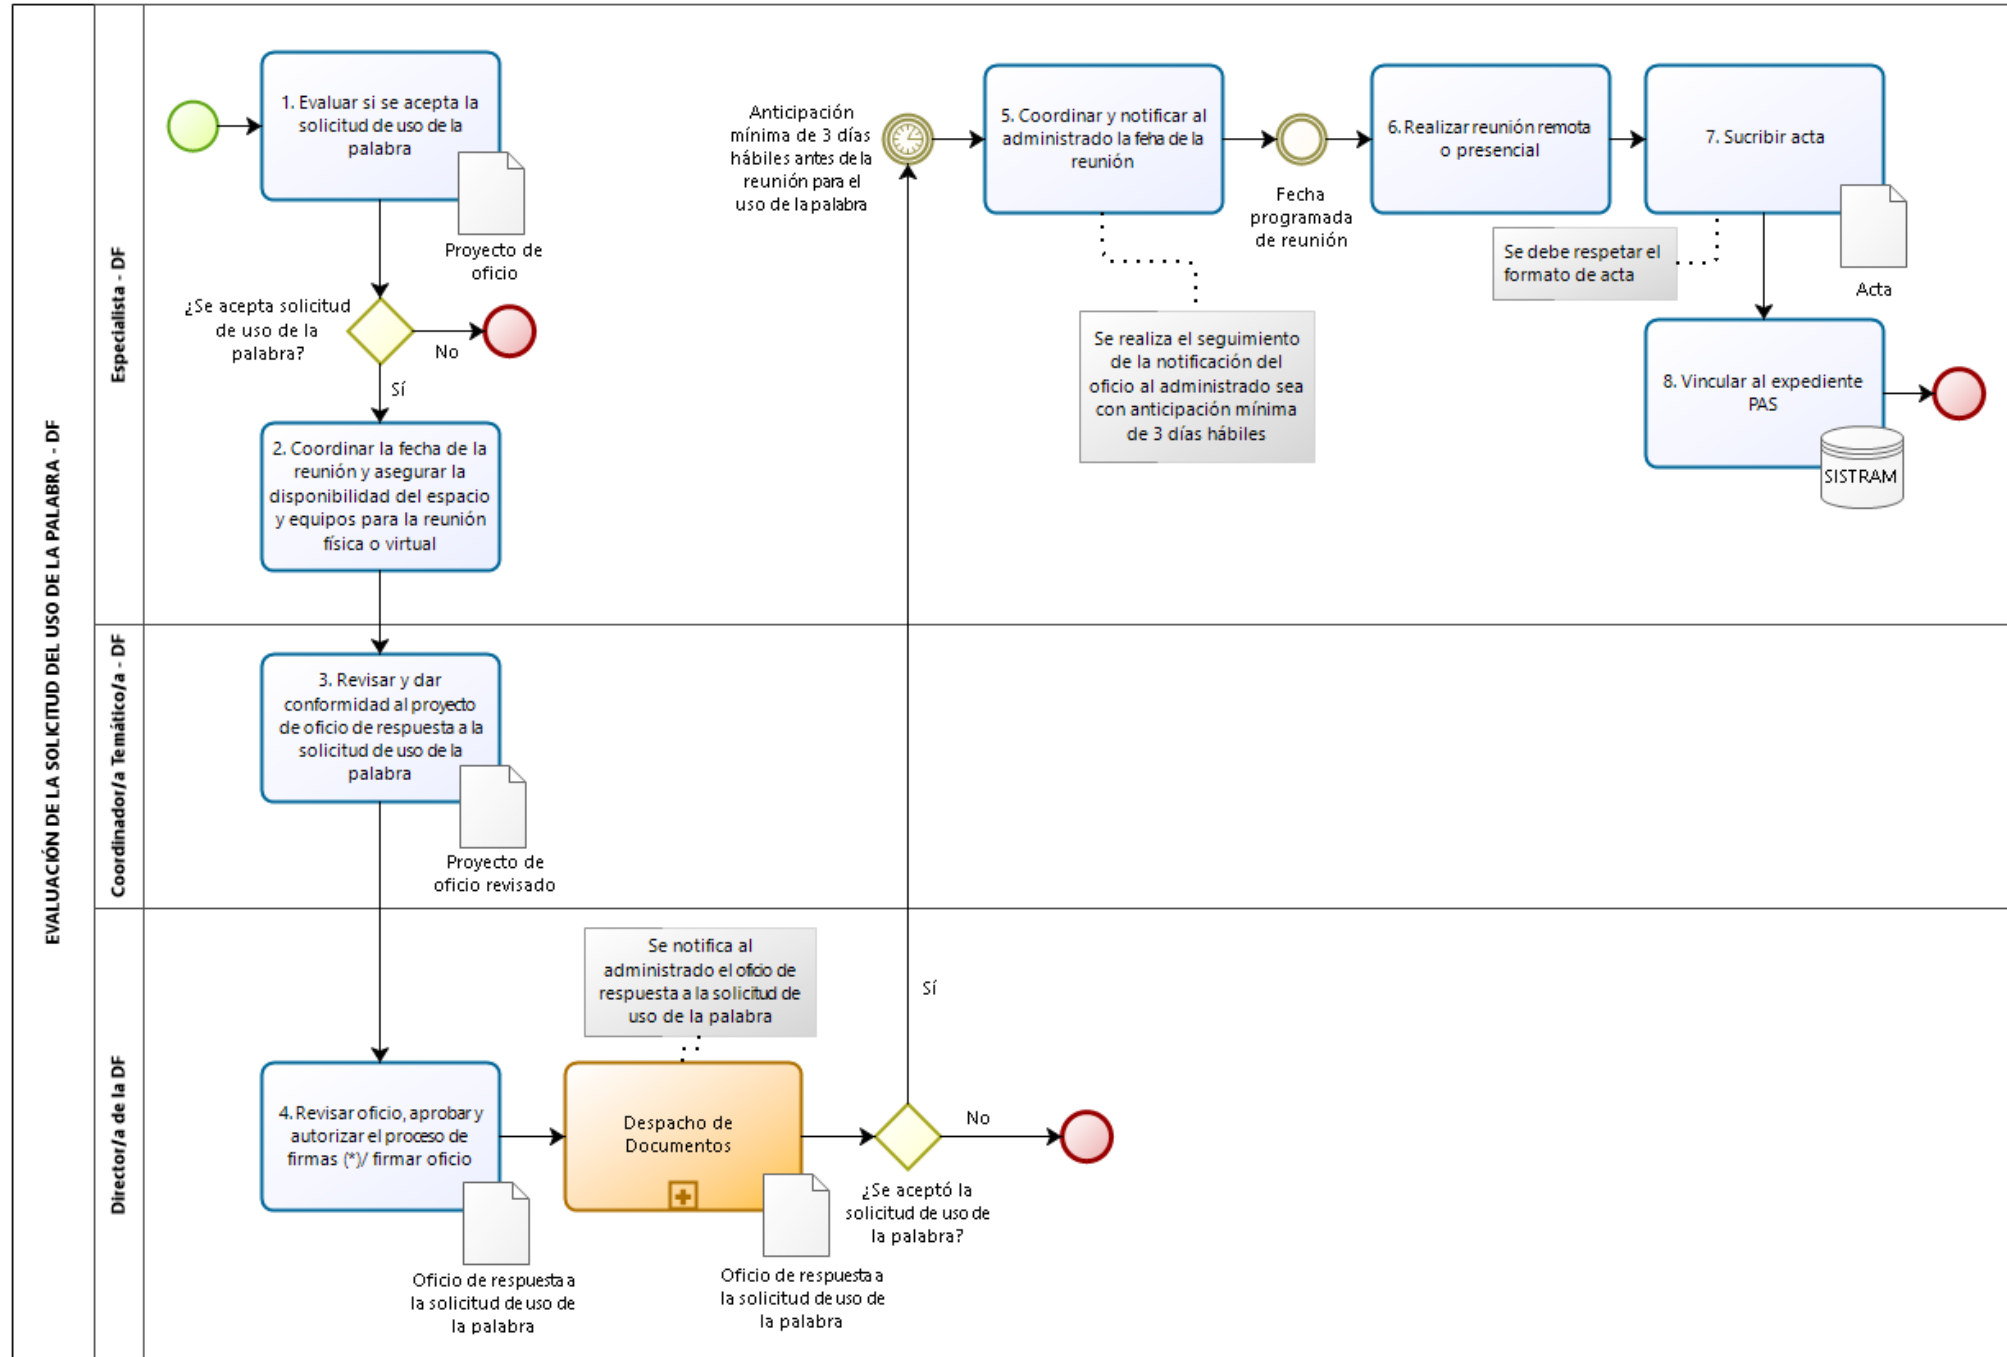 EVALUACIÓN DE LA SOLICITUD DEL USO DE LA PALABRA - DF
Especialista - DF
1. Evaluar si se acepta la
solicitud de uso de la
palabra
Proyecto de
oficio
¿Se acepta solicitud
de uso de la
palabra?
No
Sí
2. Coordinar la fecha de la
reunión y asegurar la
disponibilidad del espacio
y equipos para la reunión
física o virtual
Anticipación
mínima de 3 días
hábiles antes de la
reunión para el
uso de la palabra
5. Coordinar y notificar al
administrado la feha de la
reunión
Se realiza el seguimiento
de la notificación del
oficio al administrado sea
con anticipación mínima
de 3 días hábiles
Fecha
programada
de reunión
6. Realizar reunión remota
o presencial
7. Sucribir acta
Se debe respetar el
formato de acta
Acta
8. Vincular al expediente
PAS
SISTRAM
Coordinador/a Temático/a - DF
3. Revisar y dar
conformidad al proyecto
de oficio de respuesta a la
solicitud de uso de la
palabra
Proyecto de
oficio revisado
Director/a de la DF
4. Revisar oficio, aprobar y
autorizar el proceso de
firmas (*)/ firmar oficio
Oficio de respuesta a
la solicitud de uso de
la palabra
Se notifica al
administrado el oficio de
respuesta a la solicitud de
uso de la palabra
Despacho de
Documentos
Oficio de respuesta a
la solicitud de uso de
la palabra
¿Se aceptó la
solicitud de uso de
la palabra?
Sí
No